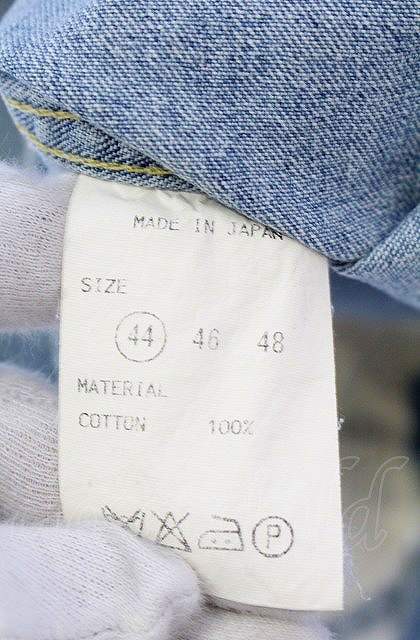 MADE IN JAPAN
SIZE
44 46 48
MATERIAL
COTTON 100%
P